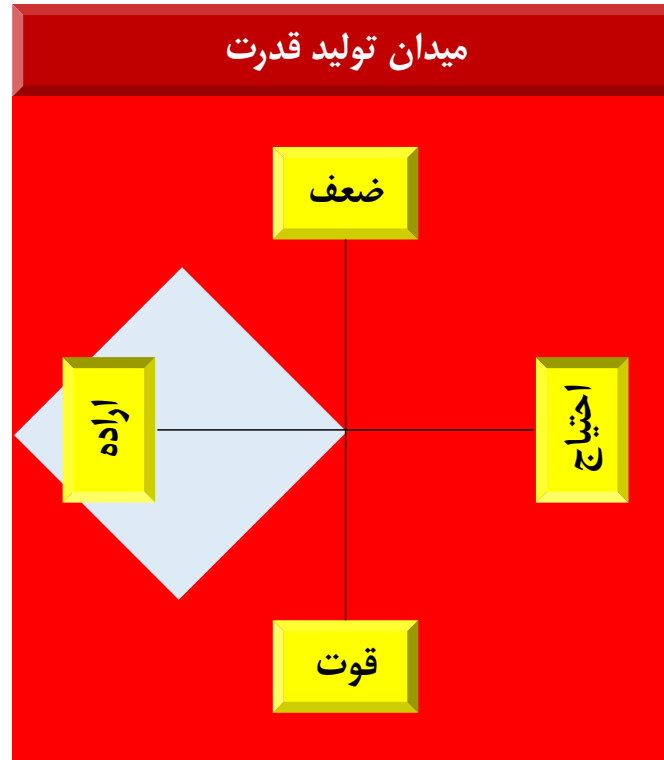 میدان تولید قدرت
ضعف
احتیاج
اراده
قوت